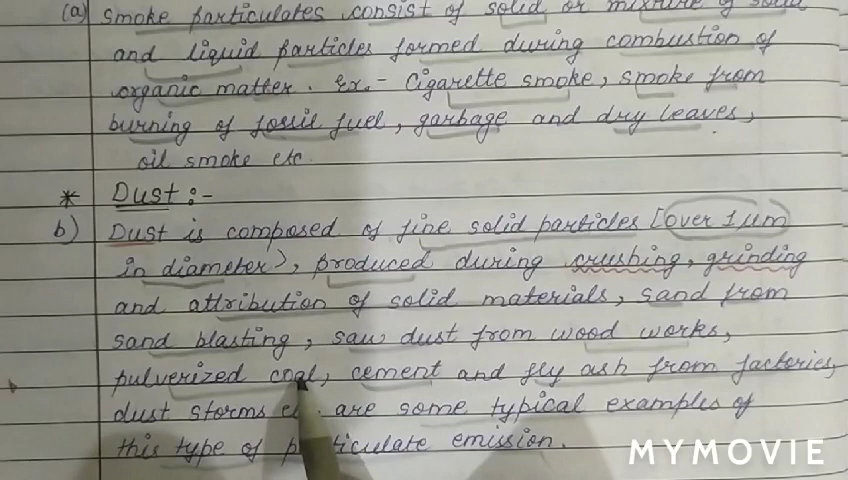 (a) Smoke particulates consist of solid or mixture of solid
and liquid particles formed during combustion of
organic matter. Ex.- Cigarette smoke, smoke from
burning of fossil fuel, garbage and dry leaves,
oil smoke etc.
* Dust :-
b) Dust is composed of fine solid particles [over 1 μm
in diameter), produced during crushing, grinding
and attribution of solid materials, sand from
sand blasting, saw dust from wood works,
pulverized coal, cement and fly ash from factories,
dust storms are some typical examples of
this type of emission.
MYMOVIE